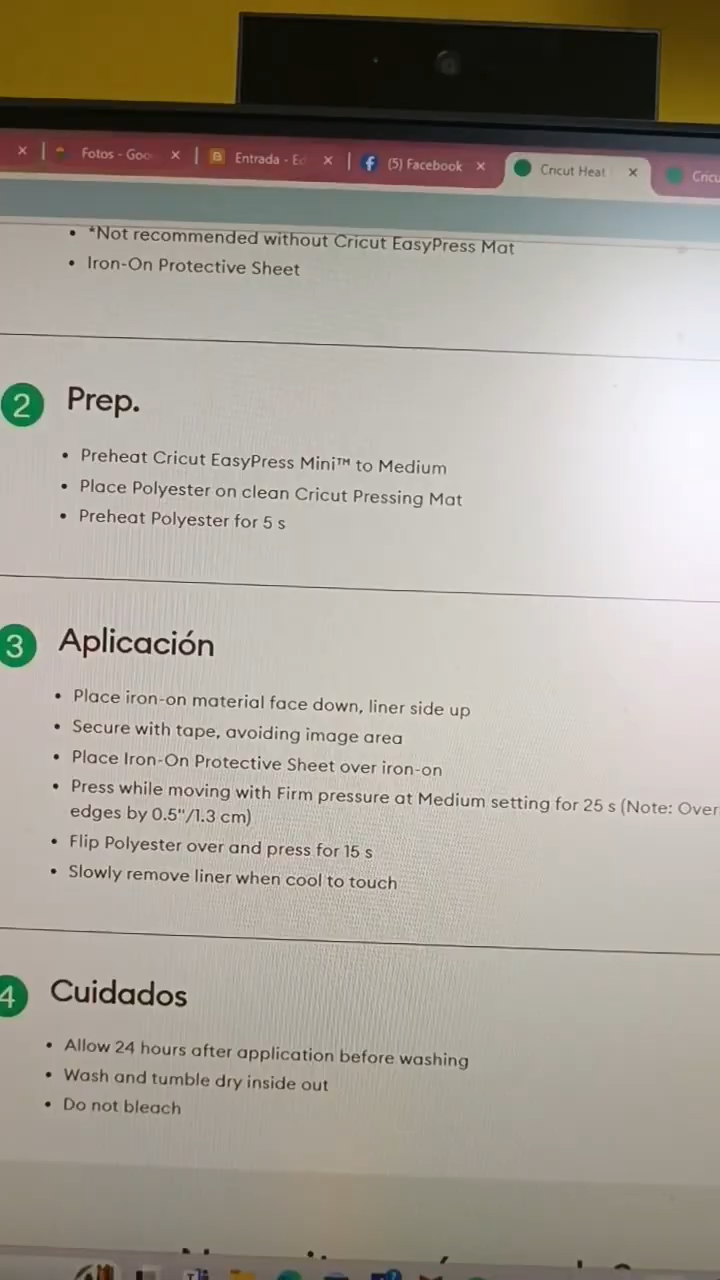 Fotos - Goo
Entrada - Ec
(5) Facebook
Cricut Heat
Cricu
*Not recommended without Cricut EasyPress Mat
Iron-On Protective Sheet
2 Prep.
Preheat Cricut EasyPress Mini™ to Medium
Place Polyester on clean Cricut Pressing Mat
Preheat Polyester for 5 s
3 Aplicación
Place iron-on material face down, liner side up
Secure with tape, avoiding image area
Place Iron-On Protective Sheet over iron-on
Press while moving with Firm pressure at Medium setting for 25 s (Note: Over
edges by 0.5"/1.3 cm)
Flip Polyester over and press for 15 s
Slowly remove liner when cool to touch
4 Cuidados
Allow 24 hours after application before washing
Wash and tumble dry inside out
Do not bleach